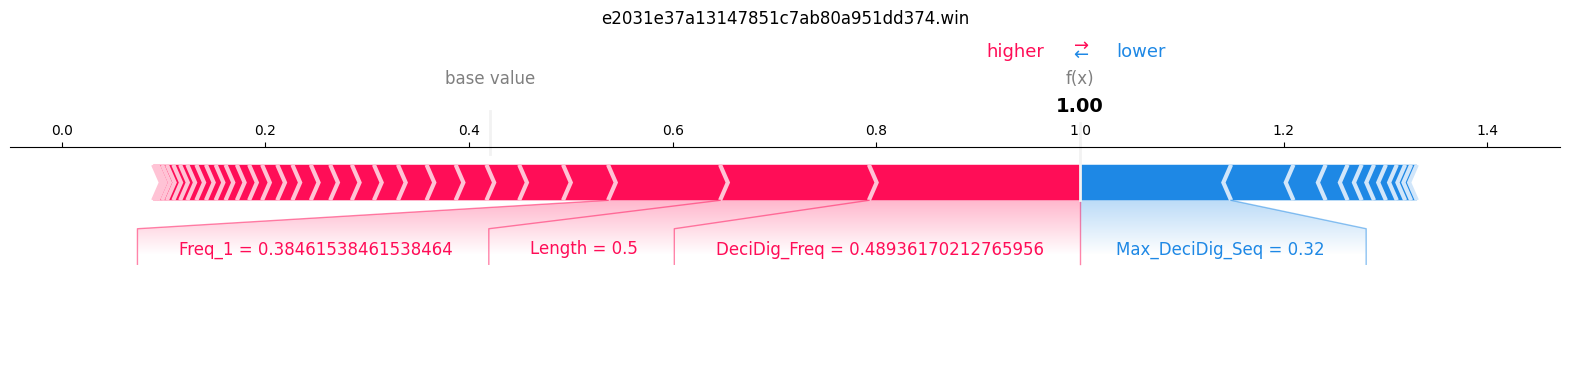 e2031e37a13147851c7ab80a951dd374.win
higher ⇄ lower
base value f(x)
1.00
0.0 0.2 0.4 0.6 0.8 1 0 1.2 1.4
Freq_1 = 0.38461538461538464 Length = 0.5 DeciDig_Freq = 0.48936170212765956 Max_DeciDig_Seq = 0.32